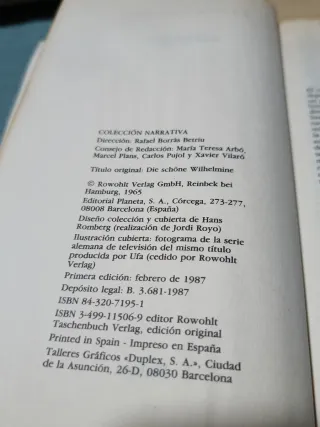 COLECCIÓN NARRATIVA
Dirección: Rafael Borràs Betriu
Consejo de Redacción: María Teresa Arbó,
Marcel Plans, Carlos Pujol y Xavier Vilaró
Título original: Die schöne Wilhelmine
© Rowohlt Verlag GmbH, Reinbek bei
Hamburg, 1965
Editorial Planeta, S. A., Córcega, 273-277,
08008 Barcelona (España)
Diseño colección y cubierta de Hans
Romberg (realización de Jordi Royo)
Ilustración cubierta: fotograma de la serie
alemana de televisión del mismo título
producida por Ufa (cedido por Rowohlt
Verlag)
Primera edición: febrero de 1987
Depósito legal: B. 3.681-1987
ISBN 84-320-7195-1
ISBN 3-499-11506-9 editor Rowohlt
Taschenbuch Verlag, edición original
Printed in Spain - Impreso en España
Talleres Gráficos «Duplex, S. A.», Ciudad
de la Asunción, 26-D, 08030 Barcelona